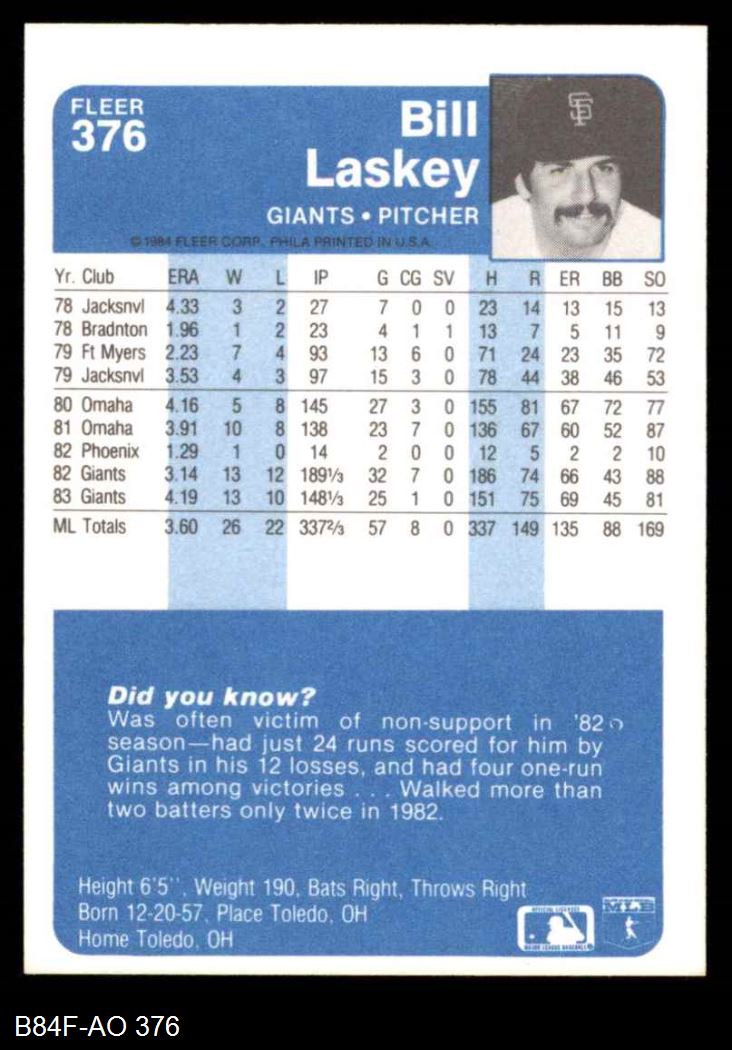 FLEER
376
Bill
Laskey
GIANTS • PITCHER
© 1984 FLEER CORP. PHILA PRINTED IN U.S.A.
SF
Yr. Club ERA W L IP G CG SV H R ER BB SO
78 Jacksnvl 4.33 3 2 27 7 0 0 23 14 13 15 13
78 Bradnton 1.96 1 2 23 4 1 1 13 7 5 11 9
79 Ft Myers 2.23 7 4 93 13 6 0 71 24 23 35 72
79 Jacksnvl 3.53 4 3 97 15 3 0 78 44 38 46 53
80 Omaha 4.16 5 8 145 27 3 0 155 81 67 72 77
81 Omaha 3.91 10 8 138 23 7 0 136 67 60 52 87
82 Phoenix 1.29 1 0 14 2 0 0 12 5 2 2 10
82 Giants 3.14 13 12 189⅓ 32 7 0 186 74 66 43 88
83 Giants 4.19 13 10 148⅓ 25 1 0 151 75 69 45 81
ML Totals 3.60 26 22 337⅔ 57 8 0 337 149 135 88 169
Did you know?
Was often victim of non-support in '82
season—had just 24 runs scored for him by
Giants in his 12 losses, and had four one-run
wins among victories . . . Walked more than
two batters only twice in 1982.
Height 6'5'', Weight 190, Bats Right, Throws Right
Born 12-20-57, Place Toledo, OH
Home Toledo, OH
MAJOR LEAGUE BASEBALL
MLB
B84F-AO 376